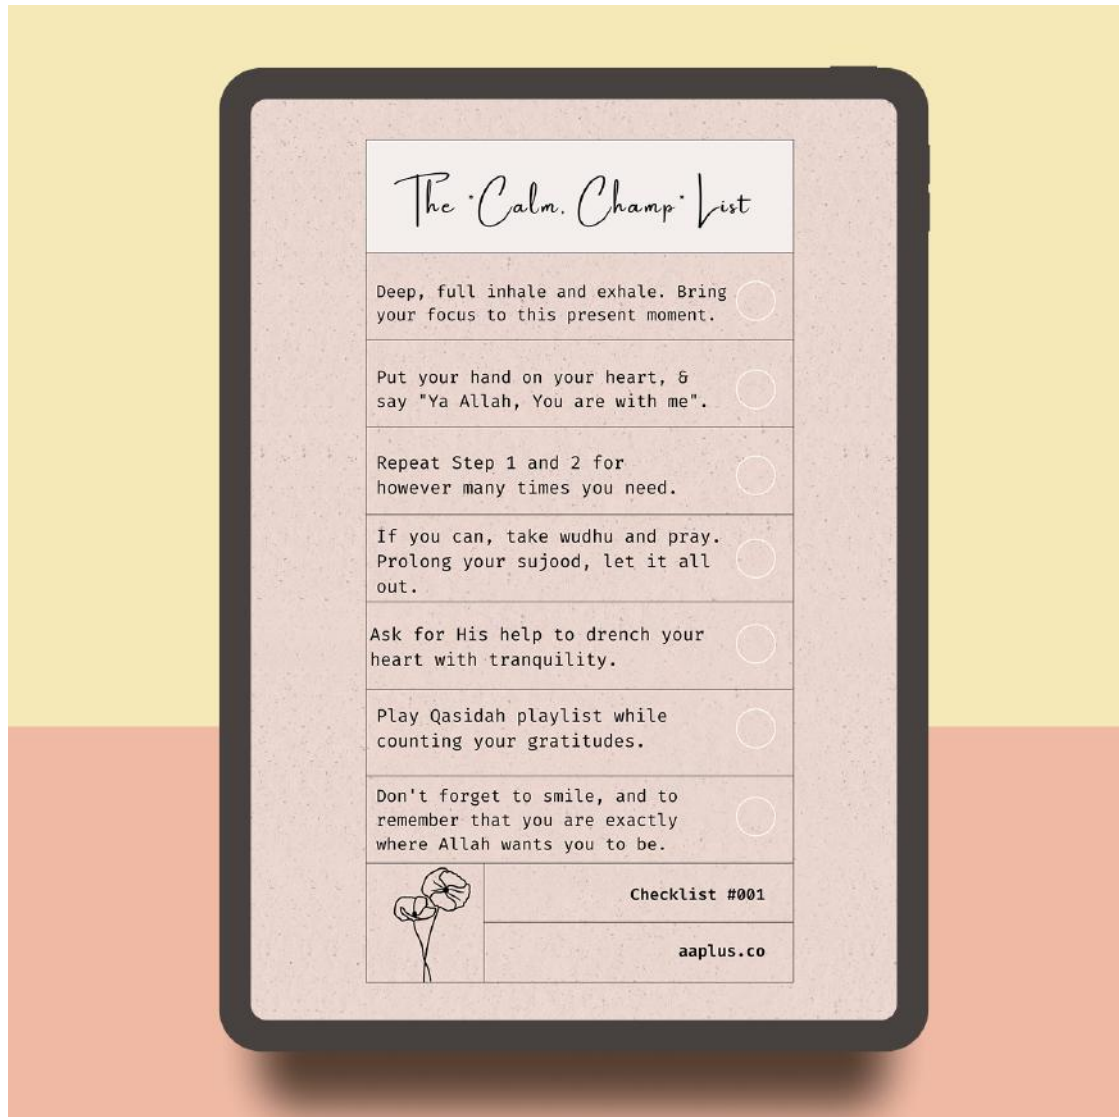 The "Calm, Champ" List
Deep, full inhale and exhale. Bring
your focus to this present moment.
Put your hand on your heart, &
say "Ya Allah, You are with me".
Repeat Step 1 and 2 for
however many times you need.
If you can, take wudhu and pray.
Prolong your sujood, let it all
out.
Ask for His help to drench your
heart with tranquility.
Play Qasidah playlist while
counting your gratitudes.
Don't forget to smile, and to
remember that you are exactly
where Allah wants you to be.
Checklist #001
aaplus.co